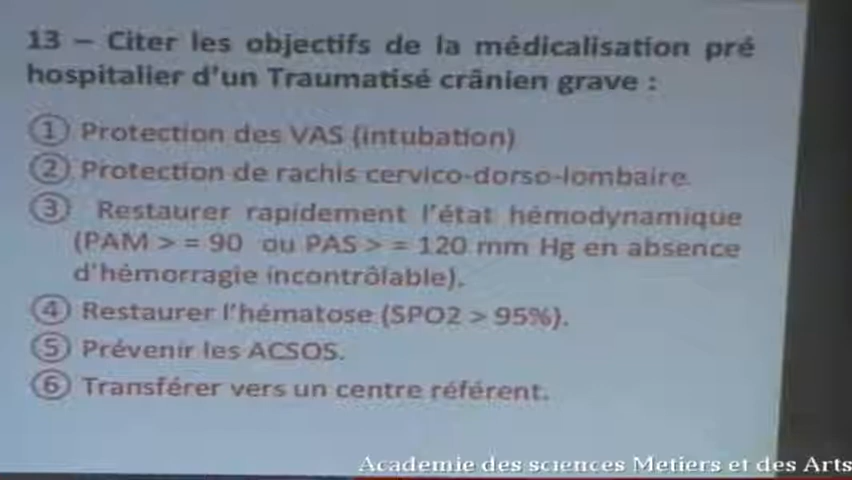 13 – Citer les objectifs de la médicalisation pré
hospitalier d'un Traumatisé crânien grave :
① Protection des VAS (intubation)
② Protection de rachis cervico-dorso-lombaire.
③ Restaurer rapidement l'état hémodynamique
(PAM > = 90 ou PAS > = 120 mm Hg en absence
d'hémorragie incontrôlable).
④ Restaurer l'hématose (SPO2 > 95%).
⑤ Prévenir les ACSOS.
⑥ Transférer vers un centre référent.
Academie des sciences Metiers et des Arts